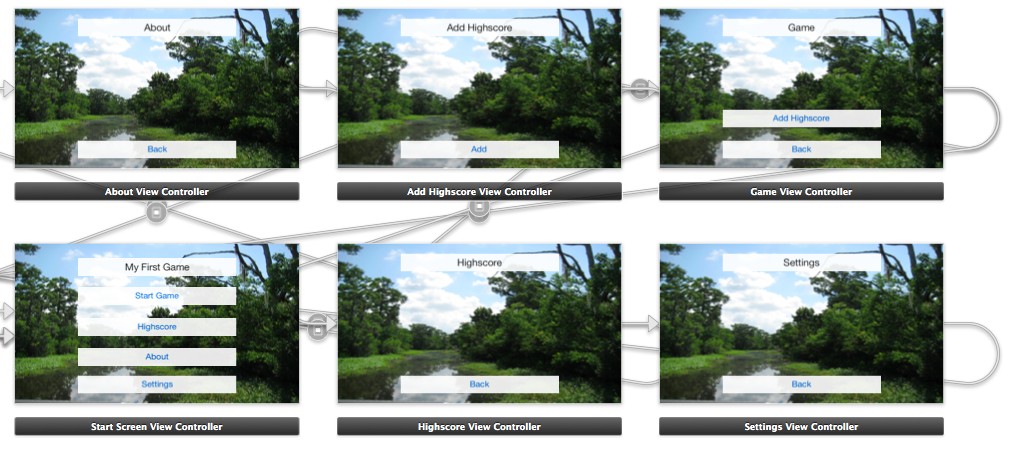 About
Back
About View Controller
Add Highscore
Add
Add Highscore View Controller
Game
Add Highscore
Back
Game View Controller
My First Game
Start Game
Highscore
About
Settings
Start Screen View Controller
Highscore
Back
Highscore View Controller
Settings
Back
Settings View Controller